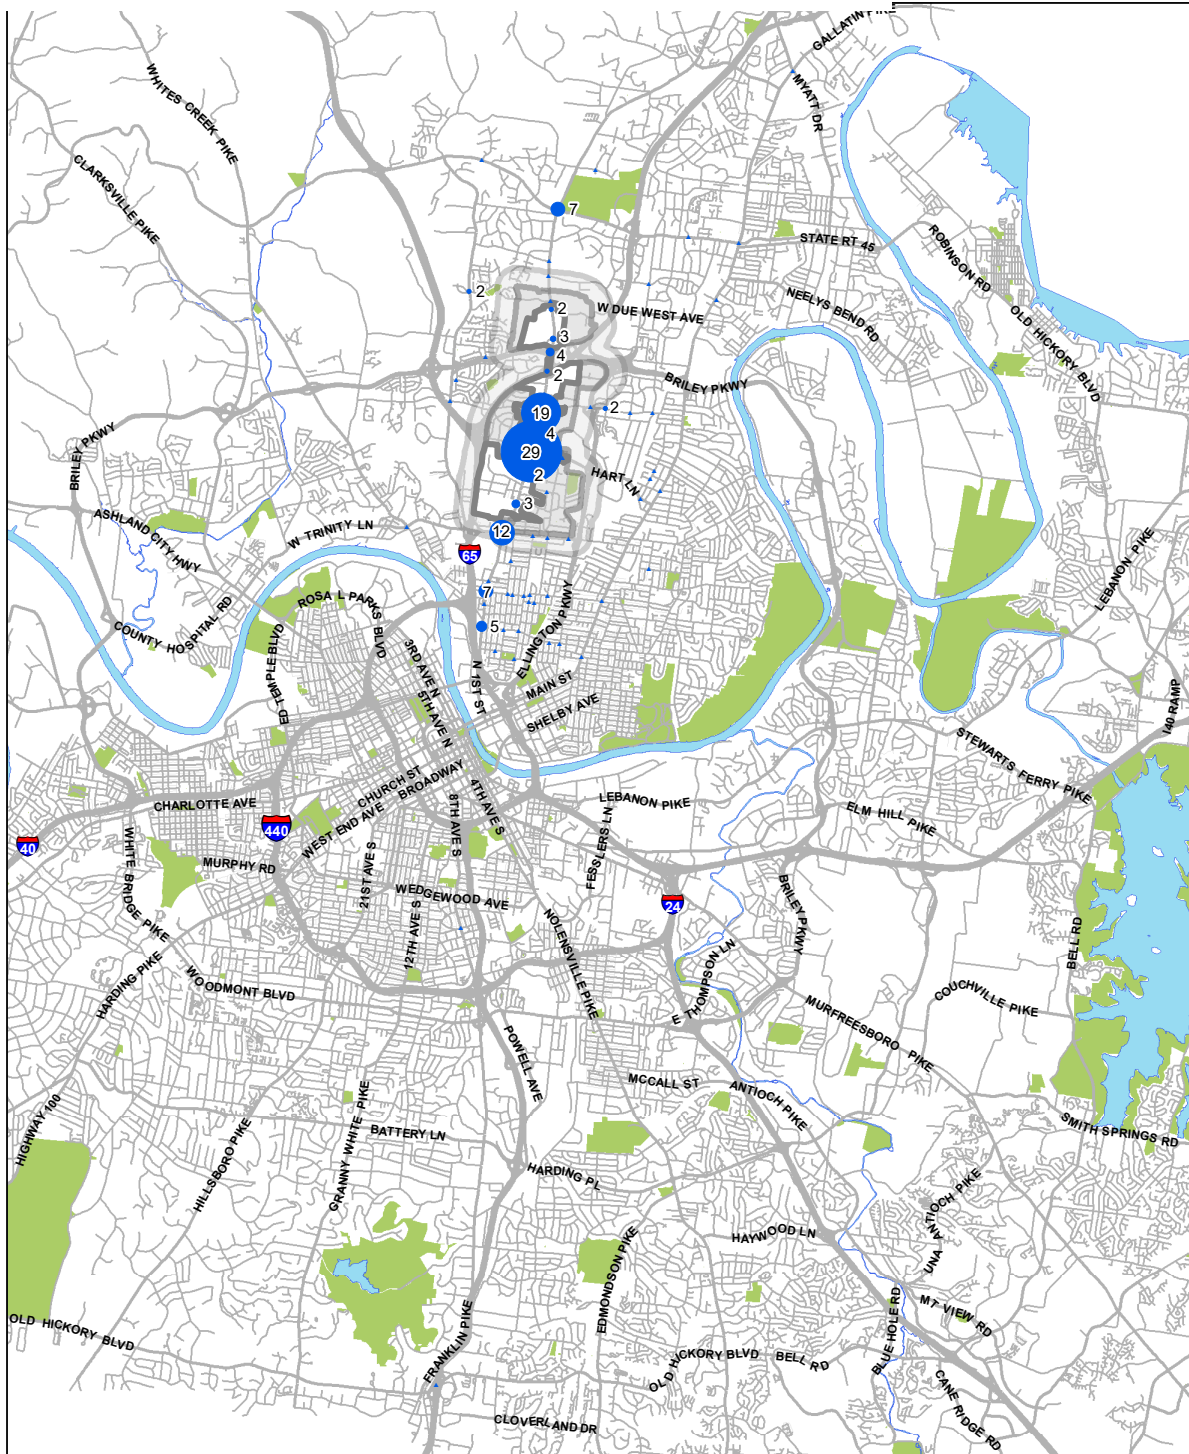 GALLATIN PIKE
WHITES CREEK PIKE
MYATT DR
CLARKSVILLE PIKE
7
STATE RT 45
ROBINSON RD
2
NEELYS BEND RD
2
W DUE WEST AVE
OLD HICKORY BLVD
3
4
2
BRILEY PKWY
2
19
4
BRILEY PKWY
29
2
HART LN
3
ASHLAND CITY HWY
W TRINITY LN
12
65
LEBANON PIKE
7
ROSA L PARKS BLVD
COUNTY HOSPITAL RD
5
ELLINGTON PKWY
ED TEMPLE BLVD
3RD AVE N
5TH AVE N
N 1ST ST
MAIN ST
SHELBY AVE
I40 RAMP
STEWARTS FERRY PIKE
CHURCH ST
BROADWAY
CHARLOTTE AVE
WEST END AVE
8TH AVE S
4TH AVE S
LEBANON PIKE
ELM HILL PIKE
440
40
MURPHY RD
WHITE BRIDGE PIKE
21ST AVE S
WEDGEWOOD AVE
FESSLERS LN
24
BRILEY PKWY
12TH AVE S
NOLENSVILLE PIKE
BELL RD
HARDING PIKE
WOODMONT BLVD
E THOMPSON LN
COUCHVILLE PIKE
MURFREESBORO PIKE
POWELL AVE
MCCALL ST
ANTIOCH PIKE
HIGHWAY 100
HILLSBORO PIKE
GRANNY WHITE PIKE
BATTERY LN
SMITH SPRINGS RD
HARDING PL
UNA ANTIOCH PIKE
HAYWOOD LN
EDMONDSON PIKE
MT VIEW RD
BLUE HOLE RD
OLD HICKORY BLVD
FRANKLIN PIKE
OLD HICKORY BLVD
BELL RD
CANE RIDGE RD
CLOVERLAND DR